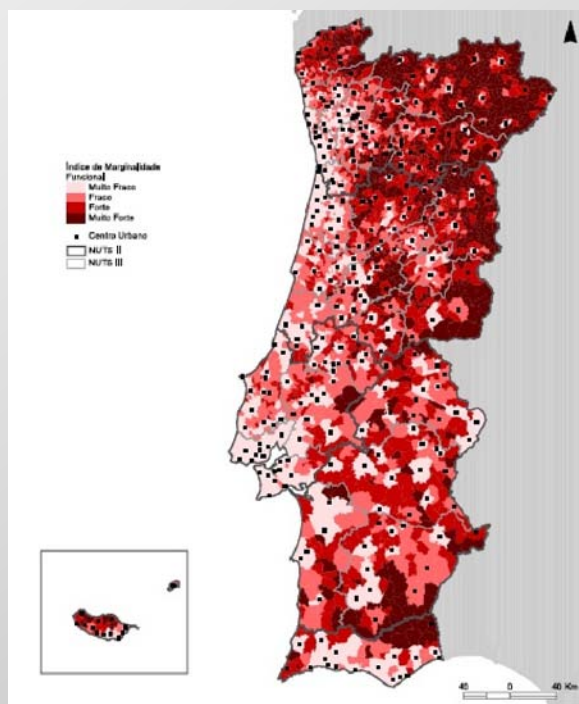 Índice de Marginalidade
Funcional
Muito Fraco
Fraco
Forte
Muito Forte
Centro Urbano
NUTS II
NUTS III
40 0 40 Km